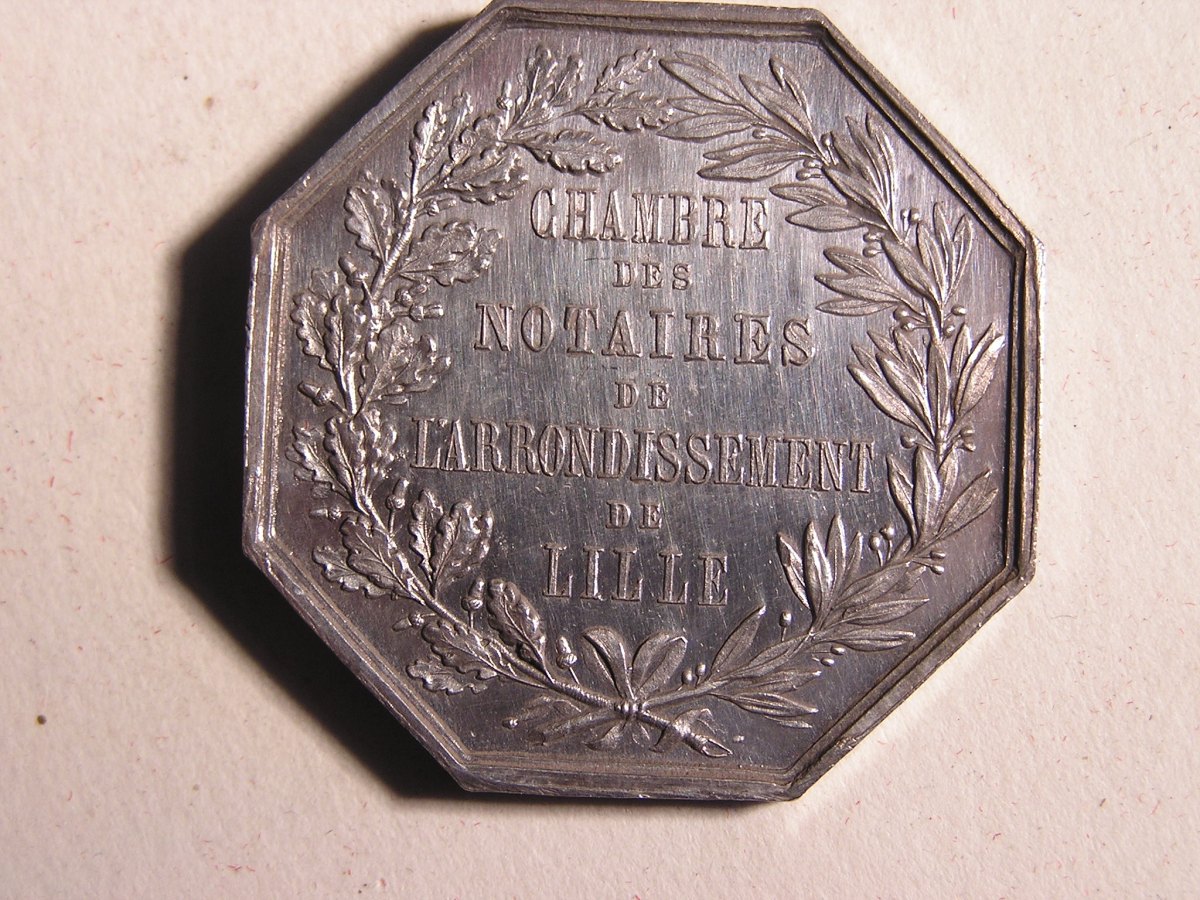 CHAMBRE
DES
NOTAIRES
DE
L'ARRONDISSEMENT
DE
LILLE